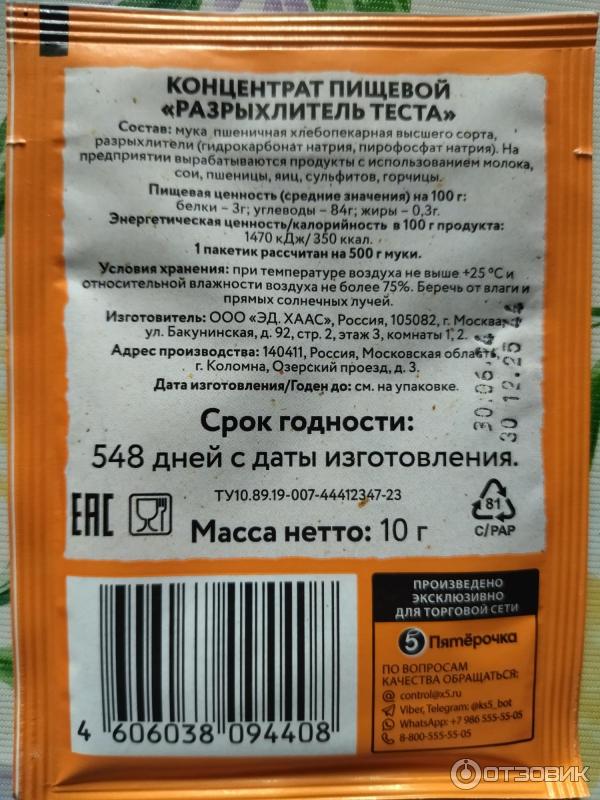 КОНЦЕНТРАТ ПИЩЕВОЙ
«РАЗРЫХЛИТЕЛЬ ТЕСТА»
Состав: мука пшеничная хлебопекарная высшего сорта,
разрыхлители (гидрокарбонат натрия, пирофосфат натрия). На
предприятии вырабатываются продукты с использованием молока,
сои, пшеницы, яиц, сульфитов, горчицы.
Пищевая ценность (средние значения) на 100 г:
белки – 3г; углеводы – 84г; жиры – 0,3г.
Энергетическая ценность/калорийность в 100 г продукта:
1470 кДж/ 350 ккал.
1 пакетик рассчитан на 500 г муки.
Условия хранения: при температуре воздуха не выше +25 °С и
относительной влажности воздуха не более 75%. Беречь от влаги и
прямых солнечных лучей.
Изготовитель: ООО «ЭД. ХААС», Россия, 105082, г. Москва,
ул. Бакунинская, д. 92, стр. 2, этаж 3, комнаты 1, 2.
Адрес производства: 140411, Россия, Московская область,
г. Коломна, Озерский проезд, д. 3.
Дата изготовления/Годен до: см. на упаковке.
30.06.24
30.12.25
Срок годности:
548 дней с даты изготовления.
ТУ10.89.19-007-44412347-23
ЕАС
Масса нетто: 10 г
81
C/PAP
4 606038 094408
ПРОИЗВЕДЕНО
ЭКСКЛЮЗИВНО
ДЛЯ ТОРГОВОЙ СЕТИ
5 Пятёрочка
ПО ВОПРОСАМ
КАЧЕСТВА ОБРАЩАТЬСЯ:
@ control@x5.ru
Viber, Telegram: @ks5_bot
WhatsApp: +7 986 555-55-05
8-800-555-55-05
ОТЗОВИК